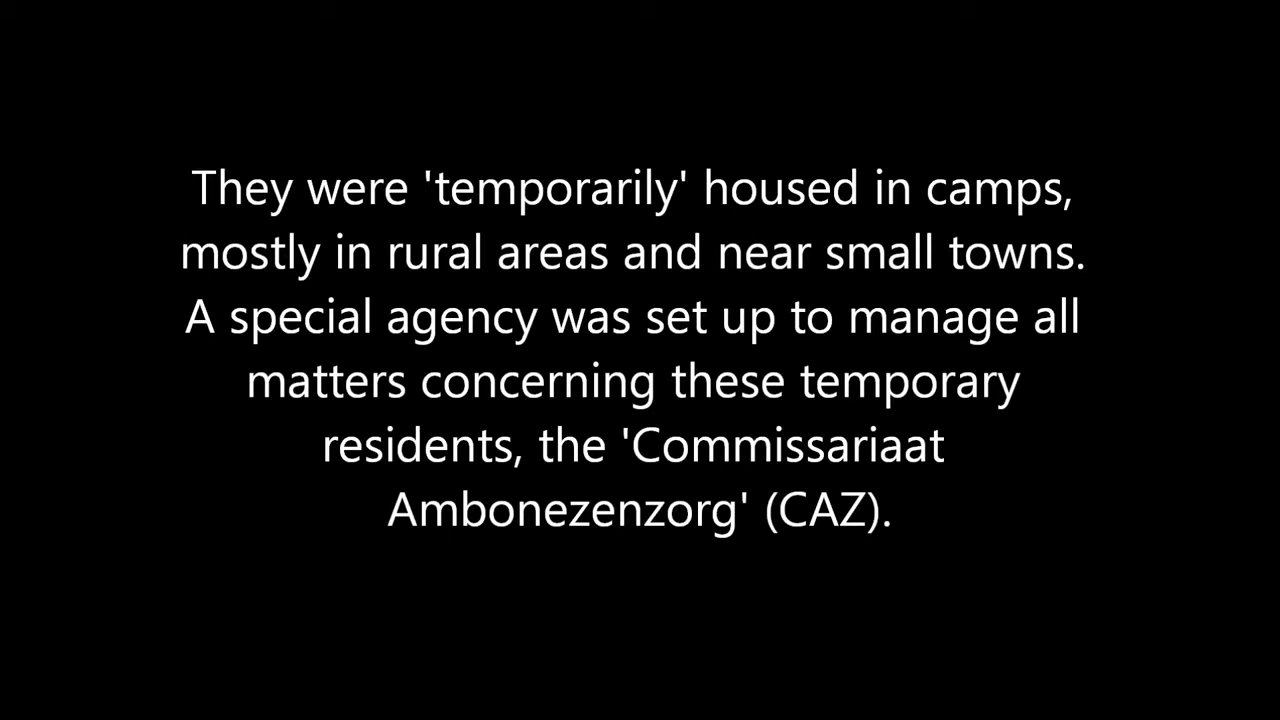 They were 'temporarily' housed in camps,
mostly in rural areas and near small towns.
A special agency was set up to manage all
matters concerning these temporary
residents, the 'Commissariaat
Ambonezenzorg' (CAZ).